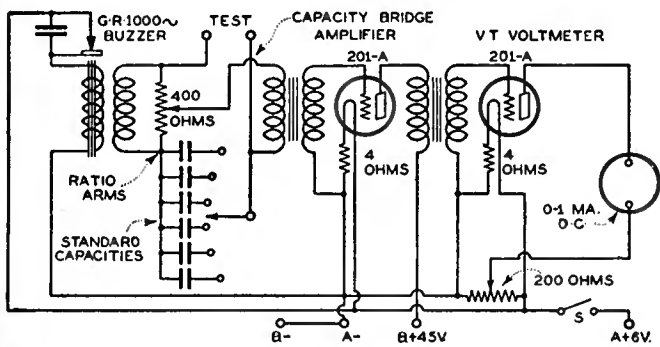 G·R·1000~
BUZZER
TEST
CAPACITY BRIDGE
AMPLIFIER
201-A
VT VOLTMETER
201-A
400
OHMS
4
OHMS
4
OHMS
RATIO
ARMS
STANDARD
CAPACITIES
0-1 MA.
D·C·
200 OHMS
S
B-
A-
B+45V
A+6V.